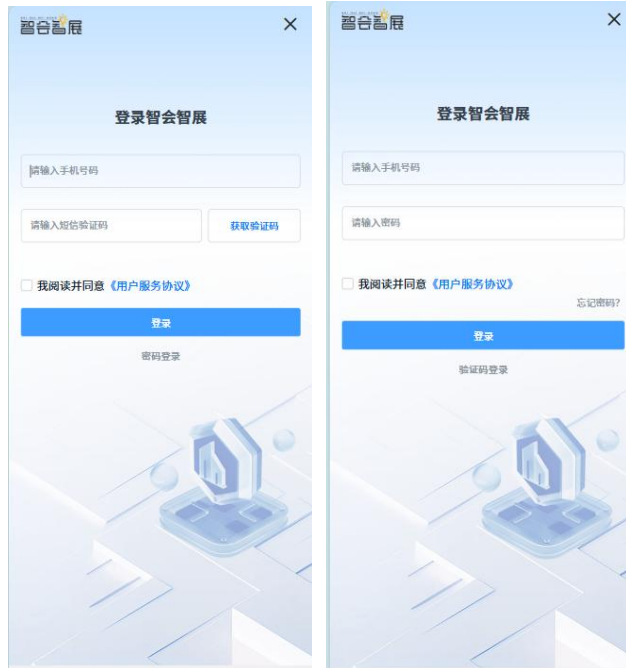 智会智展
登录智会智展
请输入手机号码
请输入短信验证码
获取验证码
我阅读并同意《用户服务协议》
登录
密码登录
智会智展
登录智会智展
请输入手机号码
请输入密码
我阅读并同意《用户服务协议》
忘记密码?
登录
验证码登录